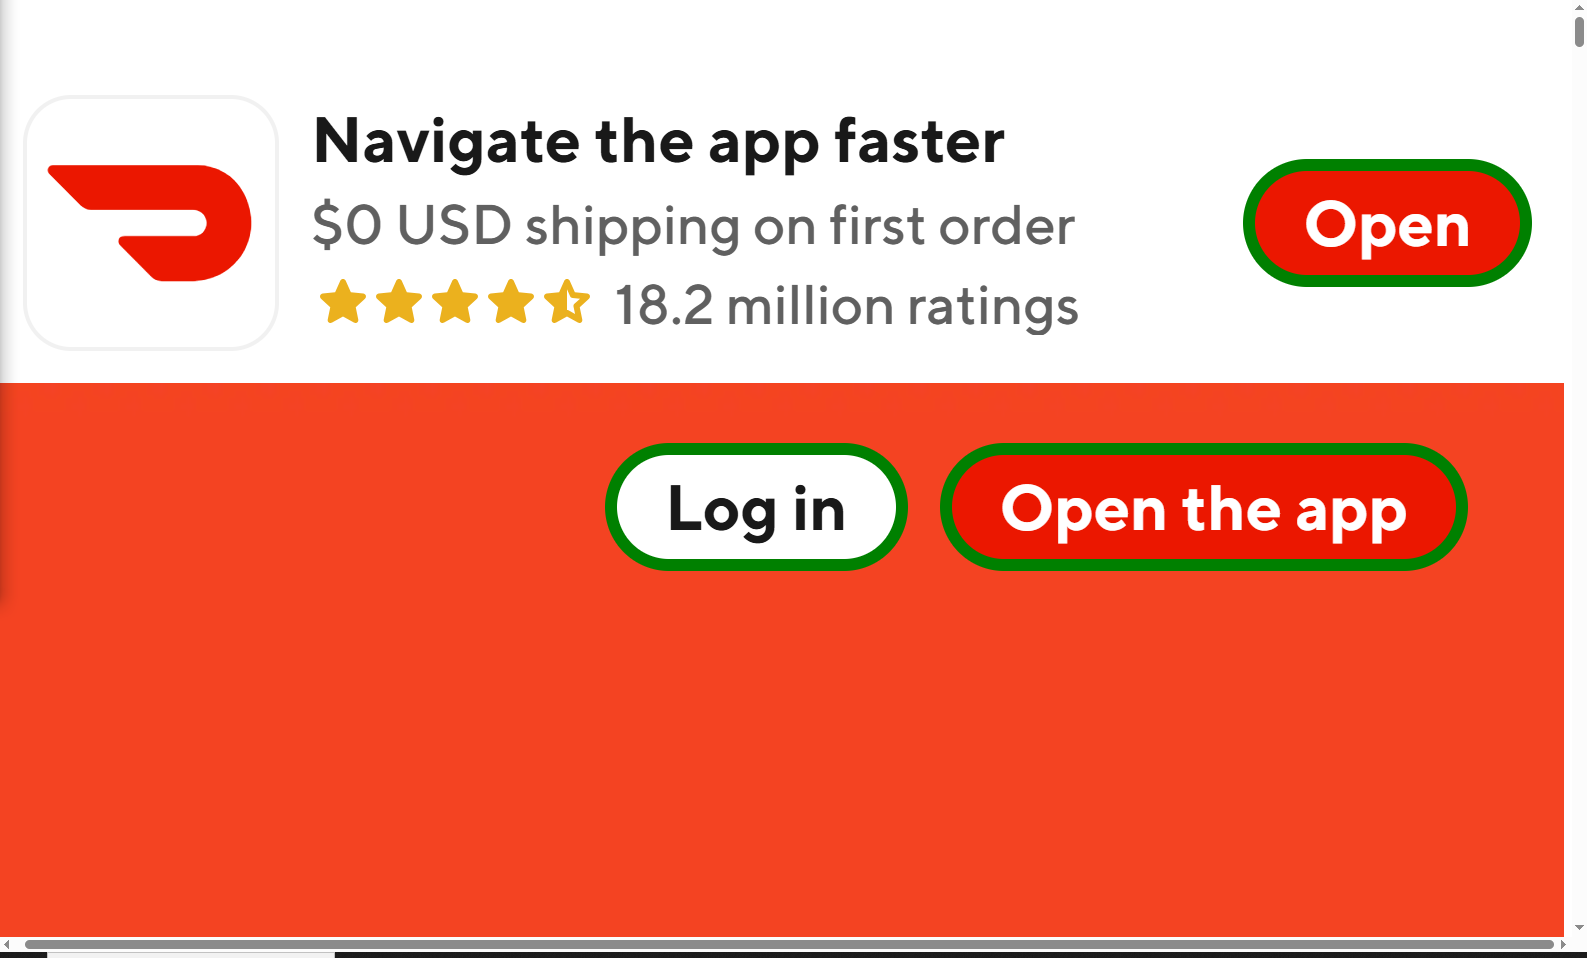 Navigate the app faster
$0 USD shipping on first order
18.2 million ratings
Open
Log in
Open the app